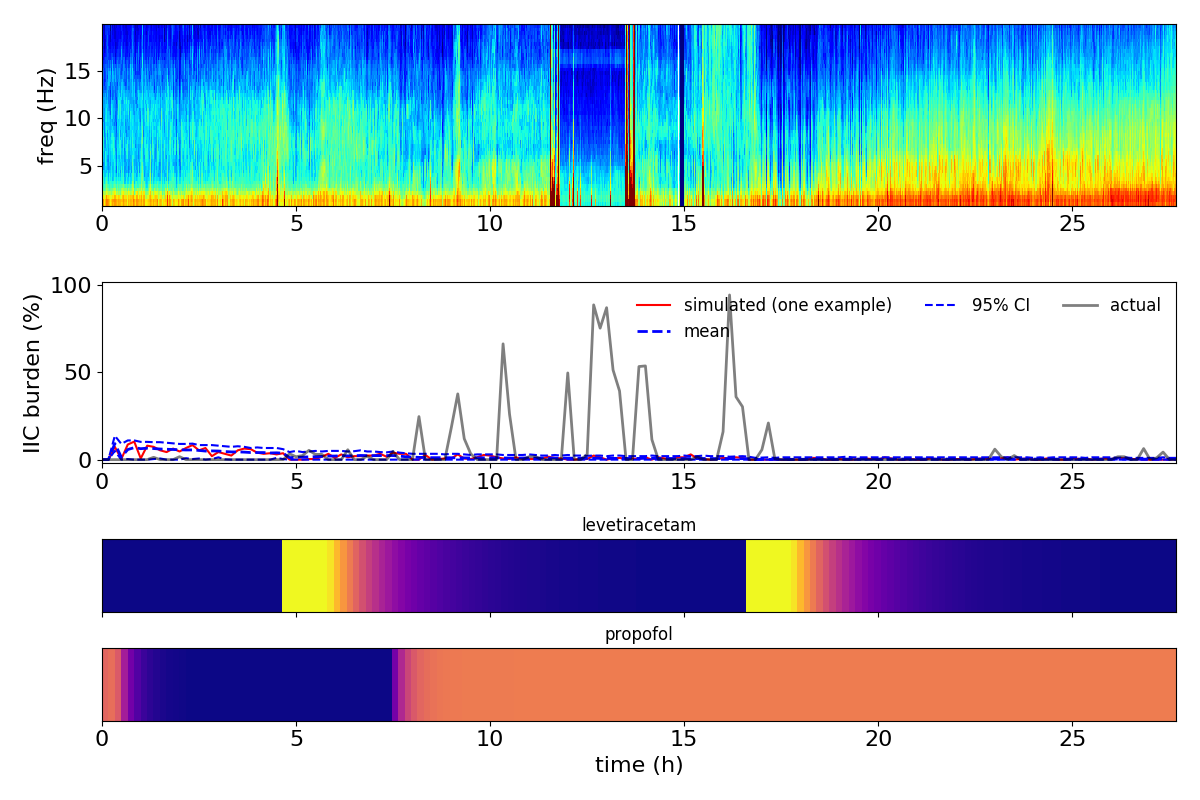 freq (Hz)
15
10
5
0 5 10 15 20 25
IIC burden (%)
100
50
0
simulated (one example) 95% CI actual
mean
0 5 10 15 20 25
levetiracetam
propofol
0 5 10 15 20 25
time (h)